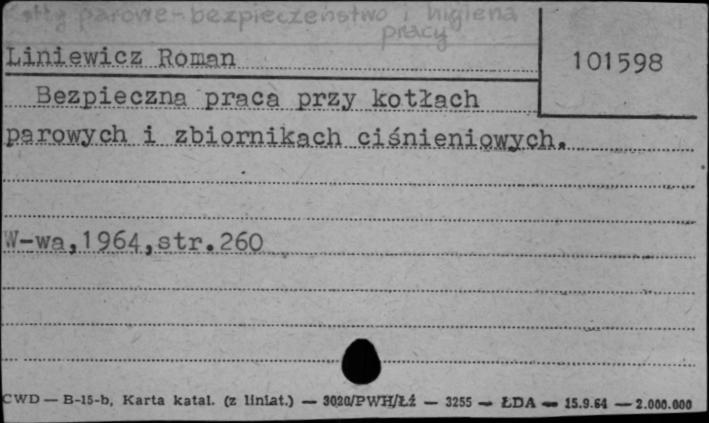 Kotły parowe - bezpieczeństwo i higiena
pracy
Liniewicz Roman
101598
Bezpieczna praca przy kotłach
parowych i zbiornikach ciśnieniowych.
W-wa,1964,str.260
CWD — B-15-b, Karta katal. (z liniat.) — 3020/PWH/Łź — 3255 — ŁDA — 15.9.64 — 2.000.000